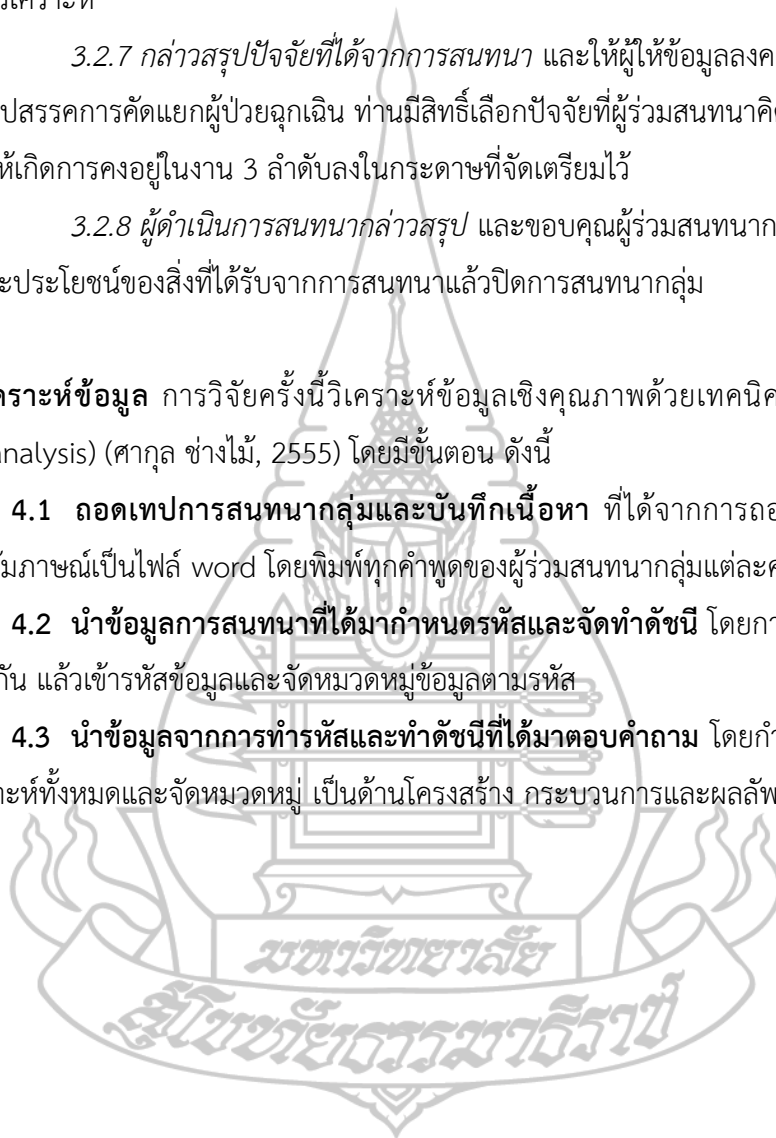 3.2.7 กล่าวสรุปปัจจัยที่ได้จากการสนทนา และให้ผู้ให้ข้อมูลลงค
ปสรรคการคัดแยกผู้ป่วยฉุกเฉิน ท่านมีสิทธิ์เลือกปัจจัยที่ผู้ร่วมสนทนาคิด
ห้เกิดการคงอยู่ในงาน 3 ลำดับลงในกระดาษที่จัดเตรียมไว้
3.2.8 ผู้ดำเนินการสนทนากล่าวสรุป และขอบคุณผู้ร่วมสนทนาก
ะประโยชน์ของสิ่งที่ได้รับจากการสนทนาแล้วปิดการสนทนากลุ่ม
คราะห์ข้อมูล การวิจัยครั้งนี้วิเคราะห์ข้อมูลเชิงคุณภาพด้วยเทคนิค
analysis) (ศากุล ช่างไม้, 2555) โดยมีขั้นตอน ดังนี้
4.1 ถอดเทปการสนทนากลุ่มและบันทึกเนื้อหา ที่ได้จากการถอ
ัมภาษณ์เป็นไฟล์ word โดยพิมพ์ทุกคำพูดของผู้ร่วมสนทนากลุ่มแต่ละค
4.2 นำข้อมูลการสนทนาที่ได้มากำหนดรหัสและจัดทำดัชนี โดยกา
กัน แล้วเข้ารหัสข้อมูลและจัดหมวดหมู่ข้อมูลตามรหัส
4.3 นำข้อมูลจากการทำรหัสและทำดัชนีที่ได้มาตอบคำถาม โดยกำ
าะห์ทั้งหมดและจัดหมวดหมู่ เป็นด้านโครงสร้าง กระบวนการและผลลัพ
มหาวิทยาลัย
สุโขทัยธรรมาธิราช